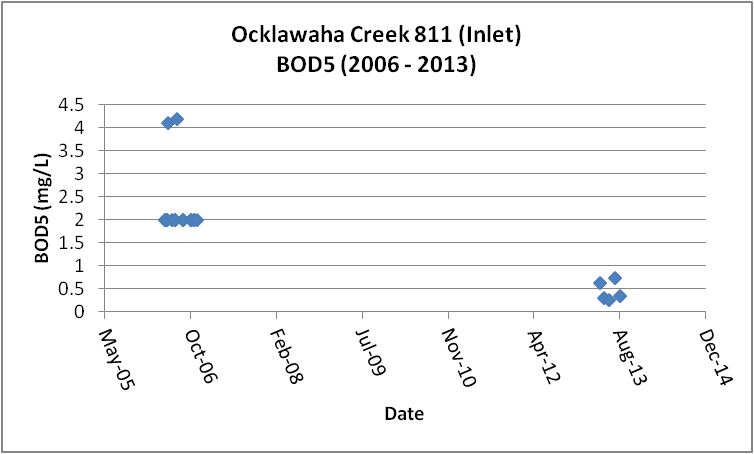 Ocklawaha Creek 811 (Inlet)
BOD5 (2006 - 2013)
BOD5 (mg/L)
4.5
4
3.5
3
2.5
2
1.5
1
0.5
0
May-05
Oct-06
Feb-08
Jul-09
Nov-10
Apr-12
Aug-13
Dec-14
Date